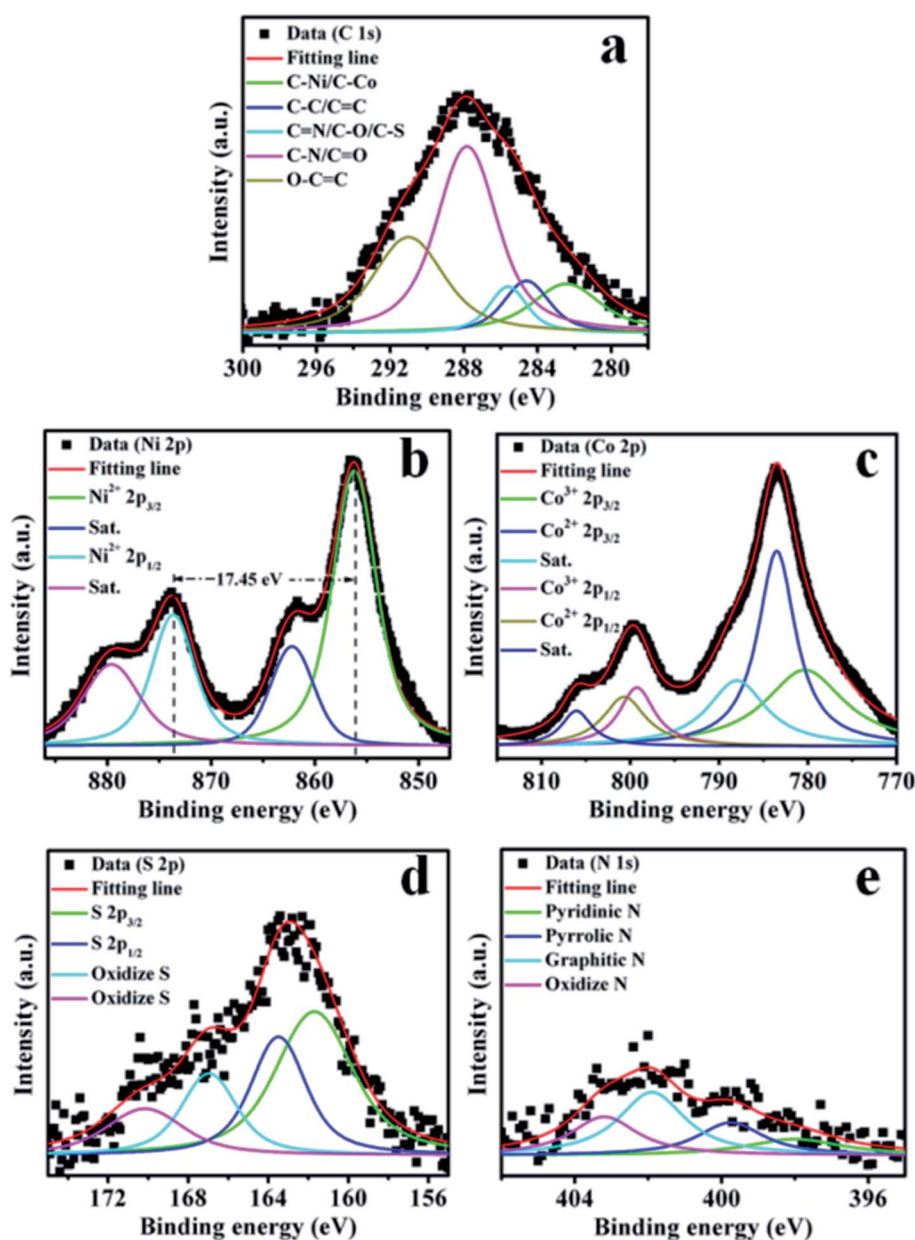 Data (C 1s)
a
Fitting line
C-Ni/C-Co
C-C/C=C
C=N/C-O/C-S
C-N/C=O
O-C=C
Intensity (a.u.)
300 296 292 288 284 280
Binding energy (eV)
Data (Ni 2p)
b
Fitting line
Ni²⁺ 2p₃/₂
Sat.
Ni²⁺ 2p₁/₂
Sat.
17.45 eV
Intensity (a.u.)
880 870 860 850
Binding energy (eV)
Data (Co 2p)
c
Fitting line
Co³⁺ 2p₃/₂
Co²⁺ 2p₃/₂
Sat.
Co³⁺ 2p₁/₂
Co²⁺ 2p₁/₂
Sat.
Intensity (a.u.)
810 800 790 780 770
Binding energy (eV)
Data (S 2p)
d
Fitting line
S 2p₃/₂
S 2p₁/₂
Oxidize S
Oxidize S
Intensity (a.u.)
172 168 164 160 156
Binding energy (eV)
Data (N 1s)
e
Fitting line
Pyridinic N
Pyrrolic N
Graphitic N
Oxidize N
Intensity (a.u.)
404 400 396
Binding energy (eV)